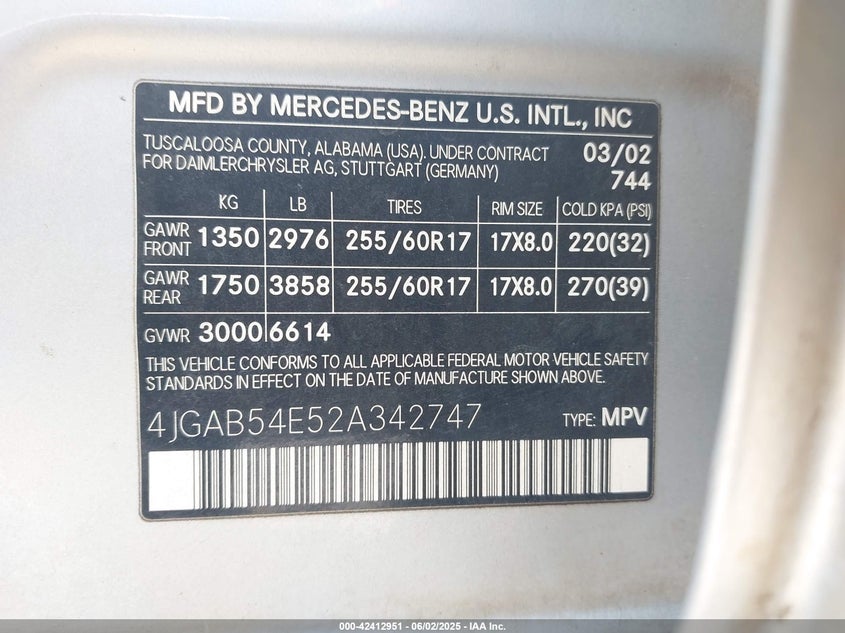 MFD BY MERCEDES-BENZ U.S. INTL., INC
TUSCALOOSA COUNTY, ALABAMA (USA). UNDER CONTRACT 03/02
FOR DAIMLERCHRYSLER AG, STUTTGART (GERMANY) 744
KG LB TIRES RIM SIZE COLD KPA (PSI)
GAWR FRONT 1350 2976 255/60R17 17X8.0 220(32)
GAWR REAR 1750 3858 255/60R17 17X8.0 270(39)
GVWR 3000 6614
THIS VEHICLE CONFORMS TO ALL APPLICABLE FEDERAL MOTOR VEHICLE SAFETY
STANDARDS IN EFFECT ON THE DATE OF MANUFACTURE SHOWN ABOVE.
4JGAB54E52A342747 TYPE: MPV
000-42412951 - 06/02/2025 - IAA Inc.